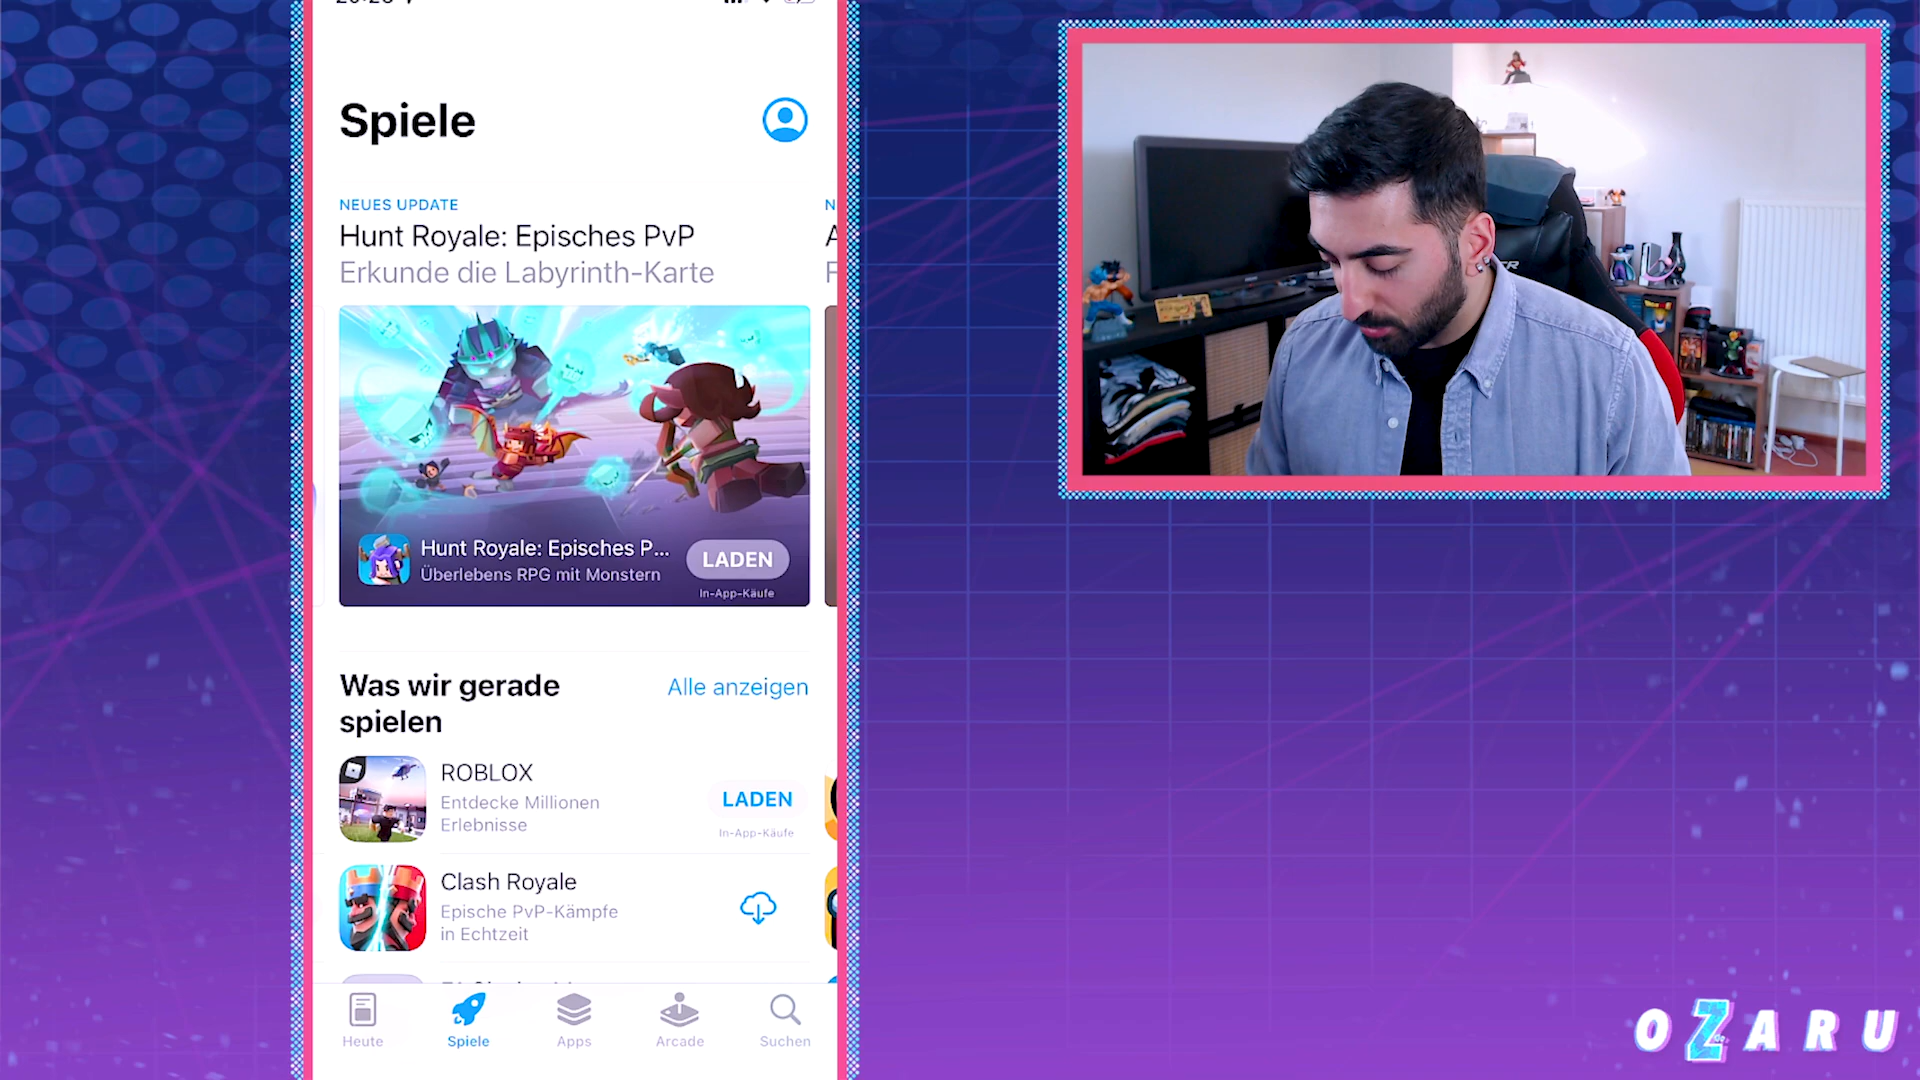 Spiele
NEUES UPDATE
Hunt Royale: Episches PvP
Erkunde die Labyrinth-Karte
Hunt Royale: Episches P...
Überlebens RPG mit Monstern
LADEN
In-App-Käufe
Was wir gerade
spielen
Alle anzeigen
ROBLOX
Entdecke Millionen
Erlebnisse
LADEN
In-App-Käufe
Clash Royale
Epische PvP-Kämpfe
in Echtzeit
Heute
Spiele
Apps
Arcade
Suchen
OZARU